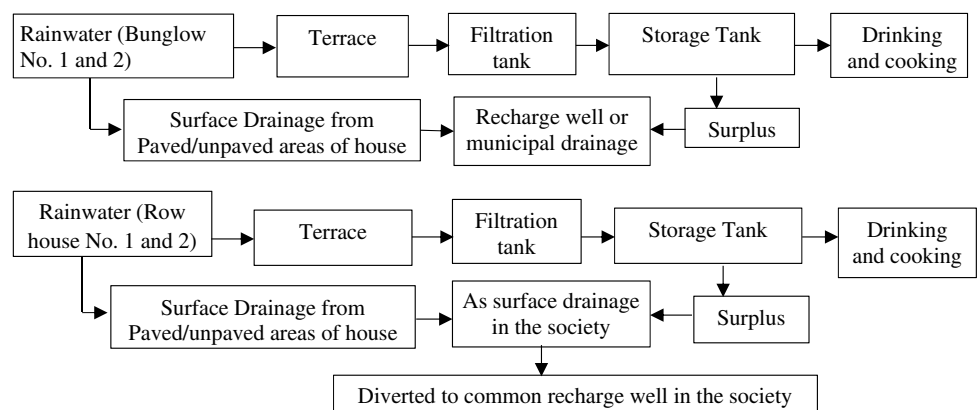 Rainwater (Bunglow
No. 1 and 2)
Terrace
Filtration
tank
Storage Tank
Drinking
and cooking
Surface Drainage from
Paved/unpaved areas of house
Recharge well or
municipal drainage
Surplus
Rainwater (Row
house No. 1 and 2)
Terrace
Filtration
tank
Storage Tank
Drinking
and cooking
Surface Drainage from
Paved/unpaved areas of house
As surface drainage
in the society
Surplus
Diverted to common recharge well in the society